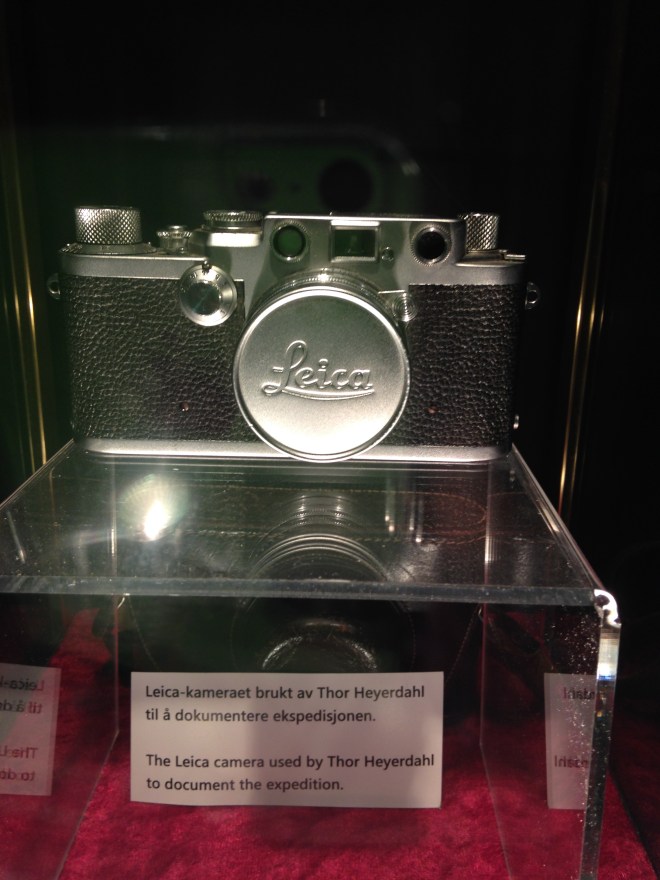 Leica
Leica-kameraet brukt av Thor Heyerdahl
til å dokumentere ekspedisjonen.
The Leica camera used by Thor Heyerdahl
to document the expedition.